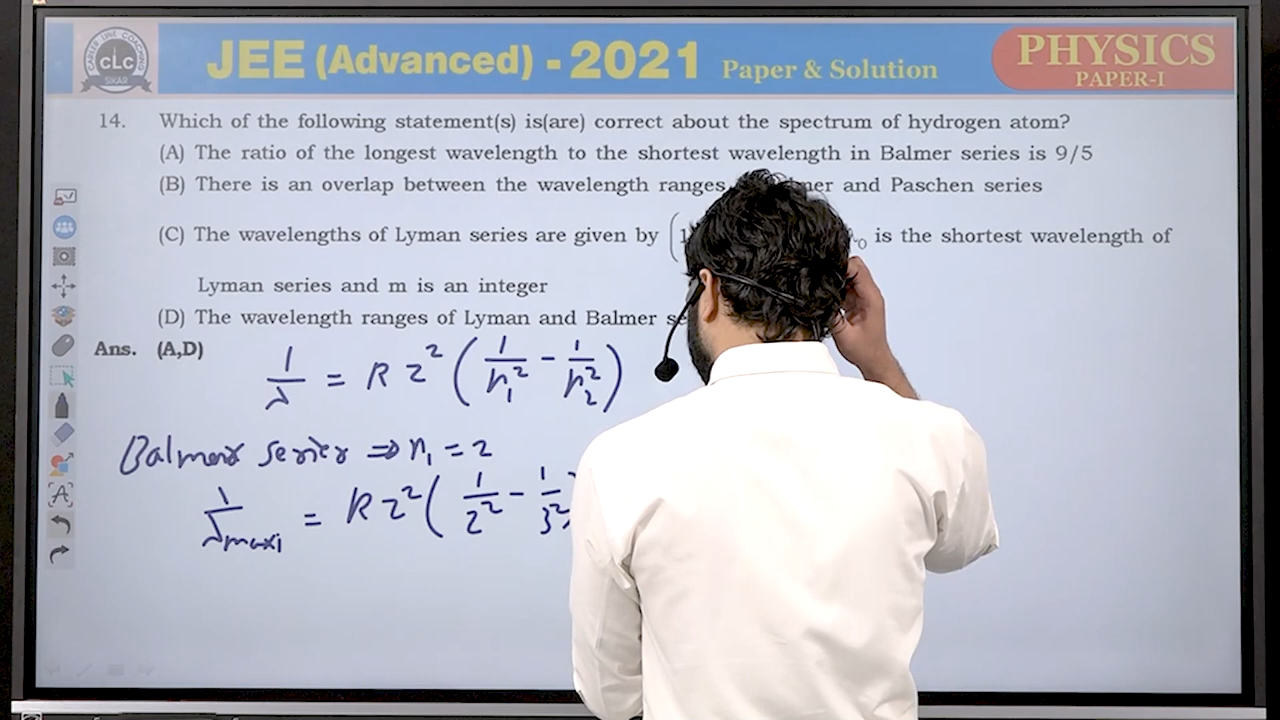 CAREER LINE COACHING
CLC
SIKAR
JEE (Advanced) - 2021 Paper & Solution
PHYSICS
PAPER-I
14. Which of the following statement(s) is(are) correct about the spectrum of hydrogen atom?
(A) The ratio of the longest wavelength to the shortest wavelength in Balmer series is 9/5
(B) There is an overlap between the wavelength ranges and Paschen series
(C) The wavelengths of Lyman series are given by ( is the shortest wavelength of
Lyman series and m is an integer
(D) The wavelength ranges of Lyman and Balmer
Ans. (A,D)
1/λ = R Z² (1/n₁² - 1/n₂²)
Balmer series ⇒ n₁ = 2
1/λmaxi = R Z² (1/2² - 1/3²